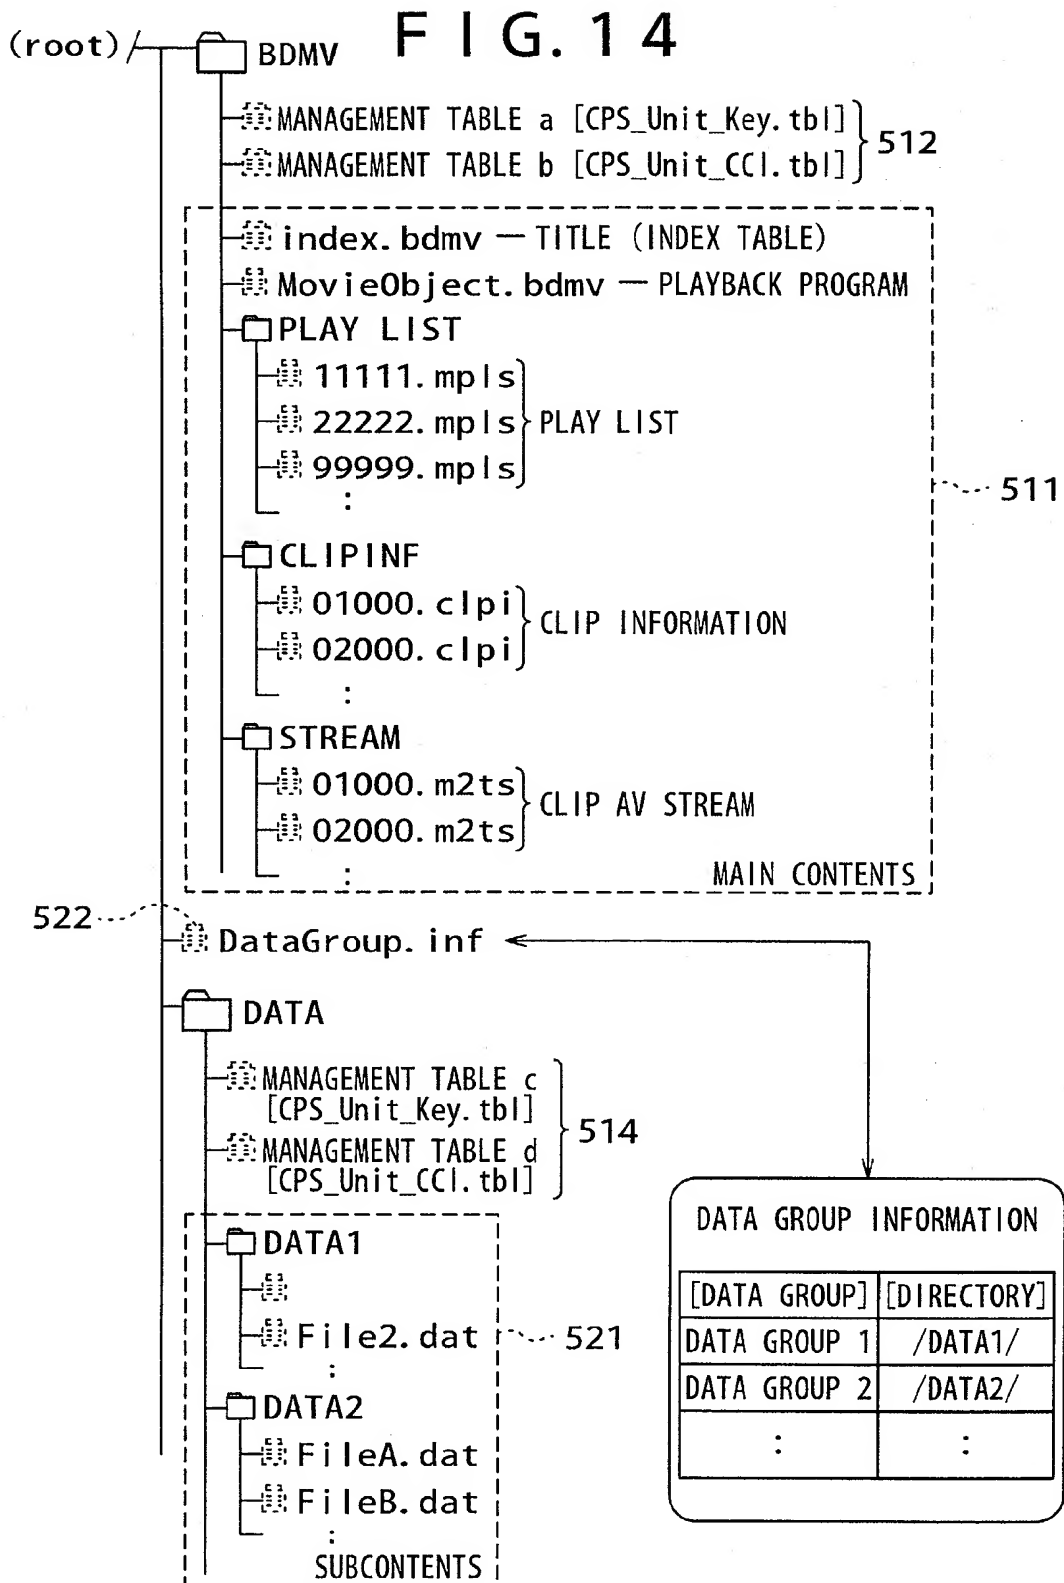 FIG. 14
(root)/
BDMV
MANAGEMENT TABLE a [CPS_Unit_Key.tbl]
MANAGEMENT TABLE b [CPS_Unit_CCI.tbl]
512
index.bdmv — TITLE (INDEX TABLE)
MovieObject.bdmv — PLAYBACK PROGRAM
PLAY LIST
11111.mpls
22222.mpls
99999.mpls
PLAY LIST
:
511
CLIPINF
01000.clpi
02000.clpi
CLIP INFORMATION
:
STREAM
01000.m2ts
02000.m2ts
CLIP AV STREAM
:
MAIN CONTENTS
522
DataGroup.inf
DATA
MANAGEMENT TABLE c
[CPS_Unit_Key.tbl]
MANAGEMENT TABLE d
[CPS_Unit_CCI.tbl]
514
DATA1
File2.dat
:
521
DATA2
FileA.dat
FileB.dat
:
SUBCONTENTS
DATA GROUP INFORMATION
[DATA GROUP] [DIRECTORY]
DATA GROUP 1 /DATA1/
DATA GROUP 2 /DATA2/
: :